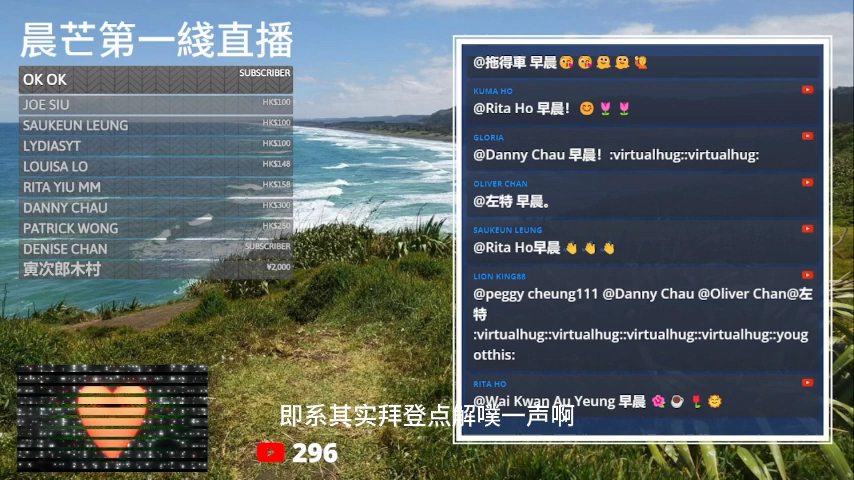 晨芒第一綫直播
OK OK SUBSCRIBER
JOE SIU HK$100
SAUKEUN LEUNG HK$100
LYDIASYT HK$100
LOUISA LO HK$148
RITA YIU MM HK$158
DANNY CHAU HK$300
PATRICK WONG HK$250
DENISE CHAN SUBSCRIBER
寅次郎木村 ¥2,000
@拖得車 早晨😘😘🤗🤗🙋
KUMA HO
@Rita Ho 早晨！ 😊🌷🌷
GLORIA
@Danny Chau 早晨！:virtualhug::virtualhug:
OLIVER CHAN
@左特 早晨。
SAUKEUN LEUNG
@Rita Ho早晨👏👏👏
LION KING88
@peggy cheung111 @Danny Chau @Oliver Chan@左
特
:virtualhug::virtualhug::virtualhug::virtualhug::youg
otthis:
RITA HO
@Wai Kwan Au Yeung 早晨 🌺☕🌹🌞
即系其实拜登点解噗一声啊
296